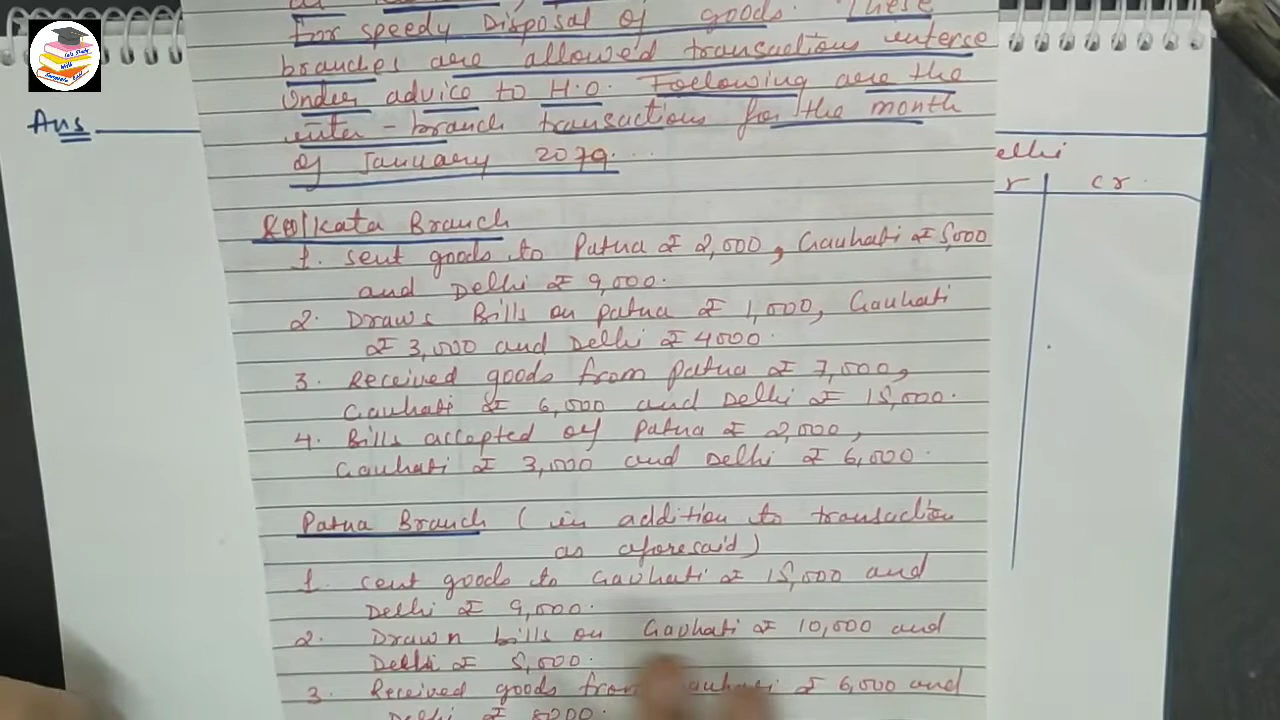 for speedy Disposal of goods. These
branches are allowed transactions interse
Under advice to H.O. Following are the
inter-branch transactions for the month
of January 2079...
Kolkata Branch
1. Sent goods to Patna ₹ 2,000, Gauhati ₹ 5,000
and Delhi ₹ 9,000.
2. Draws Bills on Patna ₹ 1,000, Gauhati
₹ 3,000 and Delhi ₹ 4000.
3. Received goods from Patna ₹ 7,000,
Gauhati ₹ 6,000 and Delhi ₹ 15,000.
4. Bills accepted of Patna ₹ 2,000,
Gauhati ₹ 3,000 and Delhi ₹ 6,000.
Patna Branch (in addition to transaction
as aforesaid)
1. Sent goods to Gauhati ₹ 15,000 and
Delhi ₹ 9,000.
2. Drawn bills on Gauhati ₹ 10,000 and
Delhi ₹ 5,000.
3. Received goods from Gauhati ₹ 6,000 and
Delhi ₹
Ans
elhi
r
Cr.